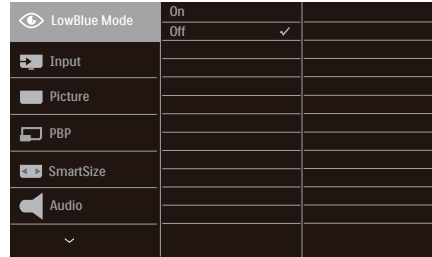 LowBlue Mode
On
Off
Input
Picture
PBP
SmartSize
Audio